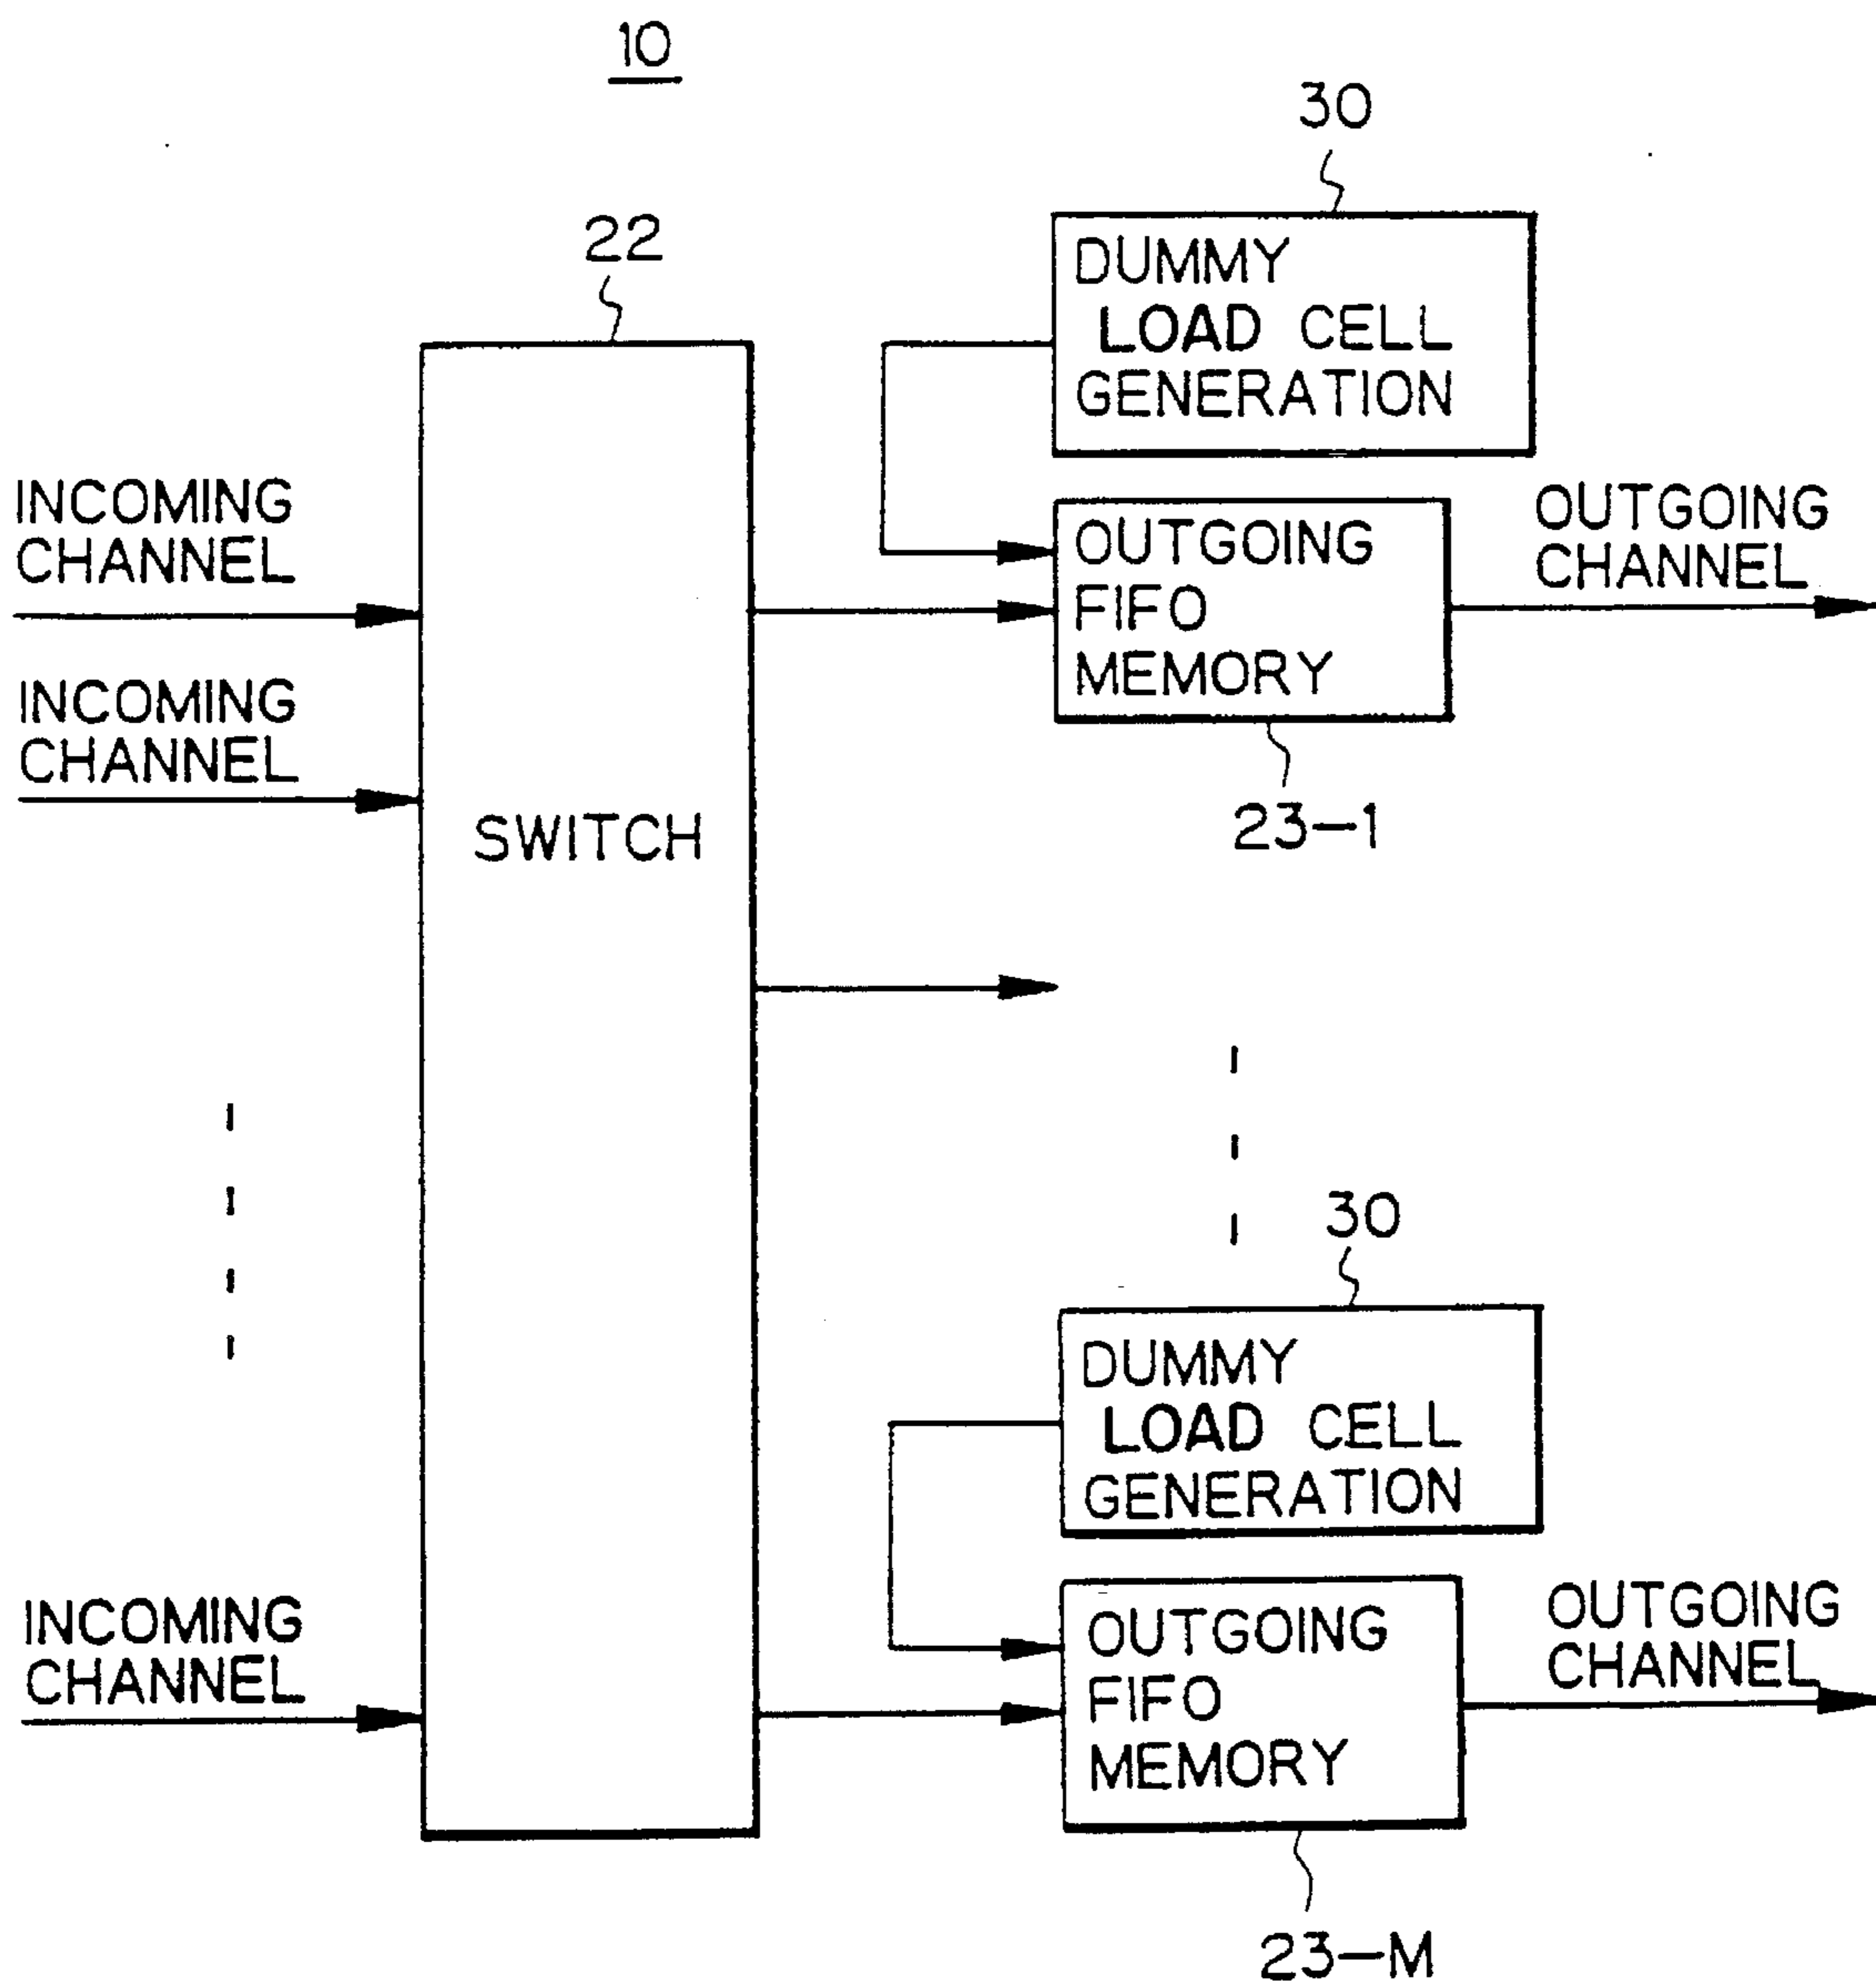 10
30
DUMMY
LOAD CELL
GENERATION
22
INCOMING
CHANNEL
OUTGOING
FIFO
MEMORY
OUTGOING
CHANNEL
INCOMING
CHANNEL
23-1
SWITCH
30
DUMMY
LOAD CELL
GENERATION
INCOMING
CHANNEL
OUTGOING
FIFO
MEMORY
OUTGOING
CHANNEL
23-M